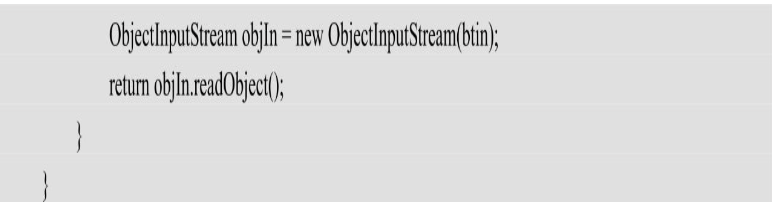 ObjectInputStream objIn = new ObjectInputStream(btin);
return objIn.readObject();
}
}